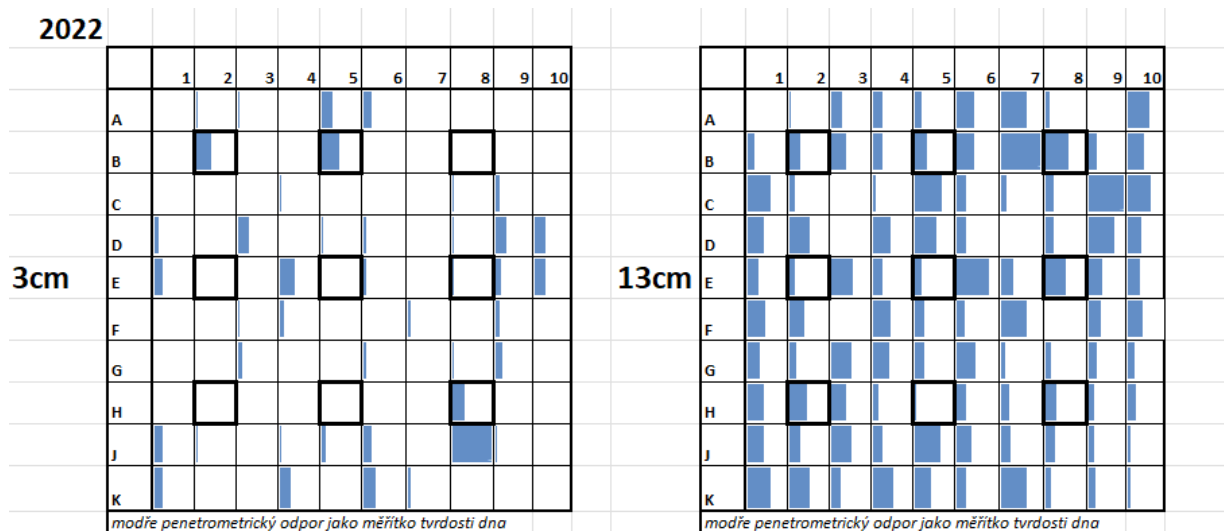 2022
1 2 3 4 5 6 7 8 9 10 1 2 3 4 5 6 7 8 9 10
A A
B B
C C
D D
3cm E 13cm E
F F
G G
H H
J J
K K
modře penetrometrický odpor jako měřítko tvrdosti dna modře penetrometrický odpor jako měřítko tvrdosti dna